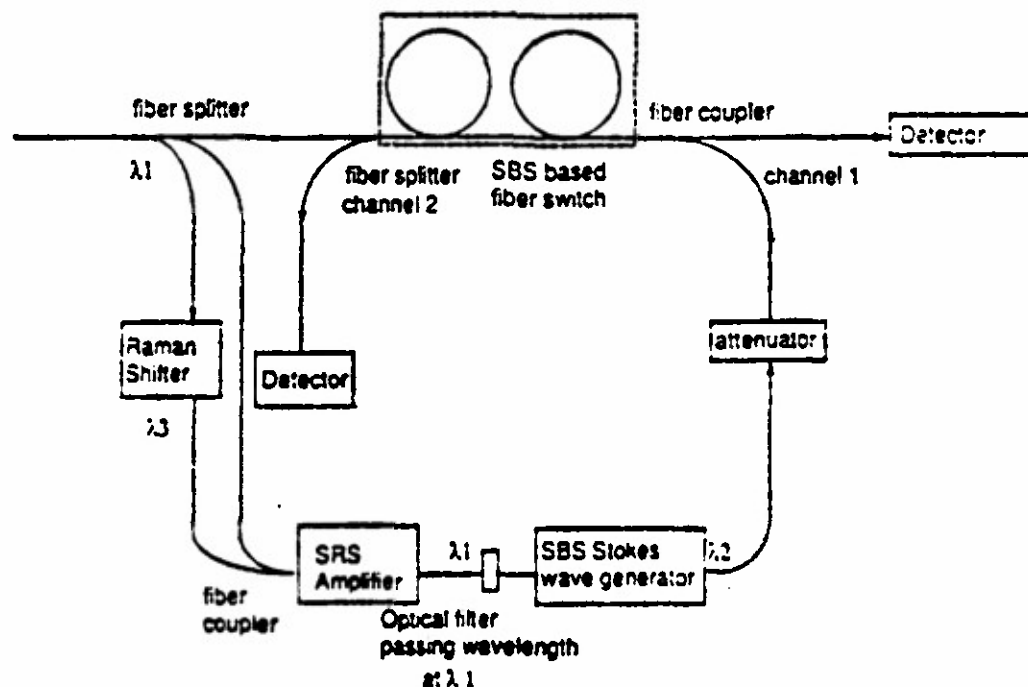 fiber splitter
fiber coupler
Detector
λ1
fiber splitter
channel 2
SBS based
fiber switch
channel 1
Raman
Shifter
Detector
attenuator
λ3
SRS
Amplifier
λ1
SBS Stokes
wave generator
λ2
fiber
coupler
Optical filter
passing wavelength
at λ 1